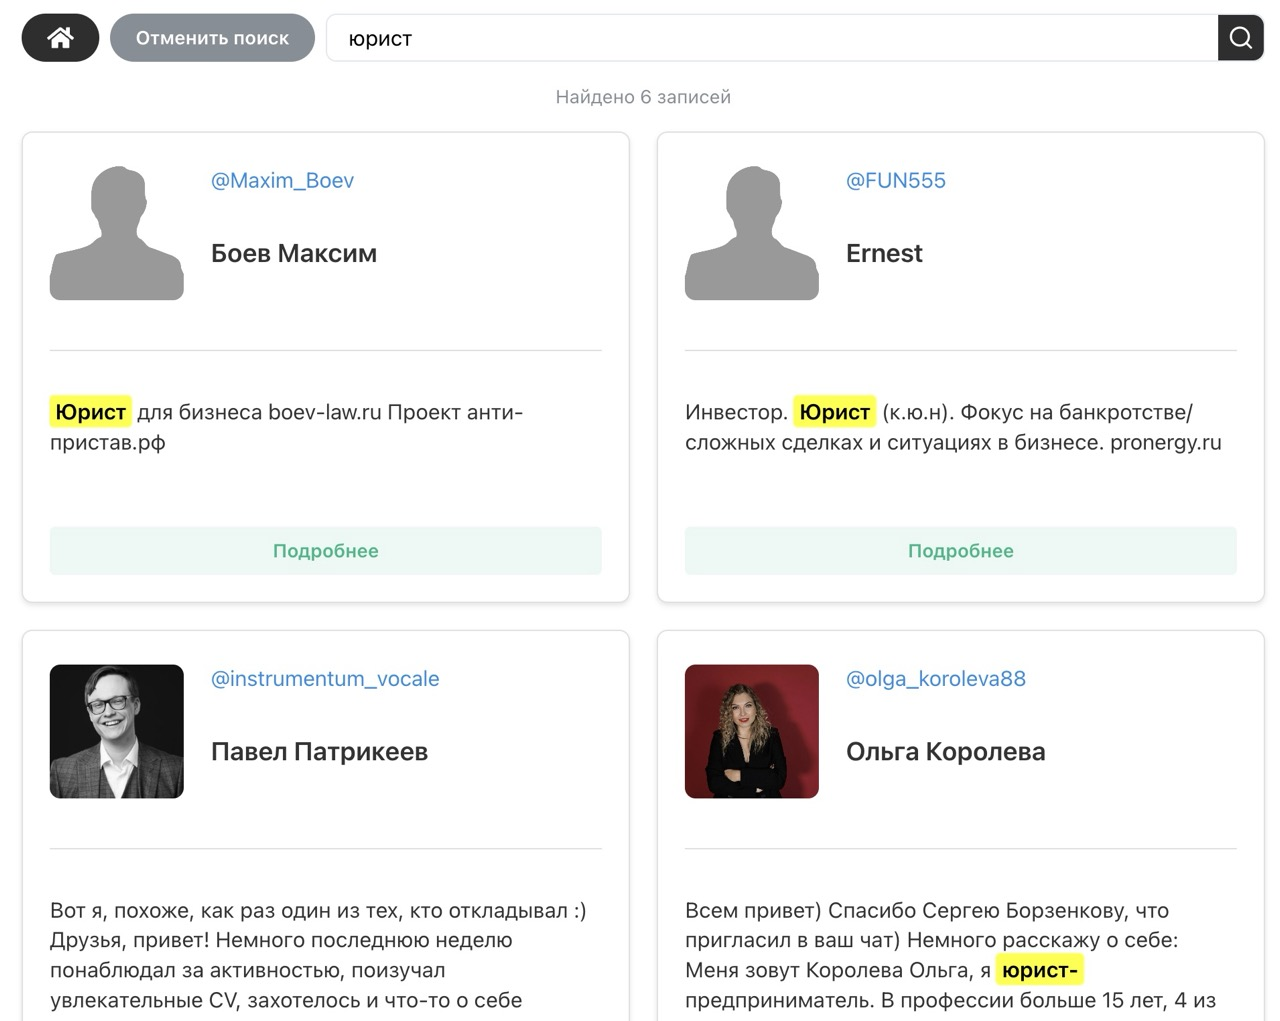 Отменить поиск
юрист
Найдено 6 записей
@Maxim_Boev
Боев Максим
Юрист для бизнеса boev-law.ru Проект анти-
пристав.рф
Подробнее
@FUN555
Ernest
Инвестор. Юрист (к.ю.н). Фокус на банкротстве/
сложных сделках и ситуациях в бизнесе. pronergy.ru
Подробнее
@instrumentum_vocale
Павел Патрикеев
Вот я, похоже, как раз один из тех, кто откладывал :)
Друзья, привет! Немного последнюю неделю
понаблюдал за активностью, поизучал
увлекательные CV, захотелось и что-то о себе
@olga_koroleva88
Ольга Королева
Всем привет) Спасибо Сергею Борзенкову, что
пригласил в ваш чат) Немного расскажу о себе:
Меня зовут Королева Ольга, я юрист-
предприниматель. В профессии больше 15 лет, 4 из